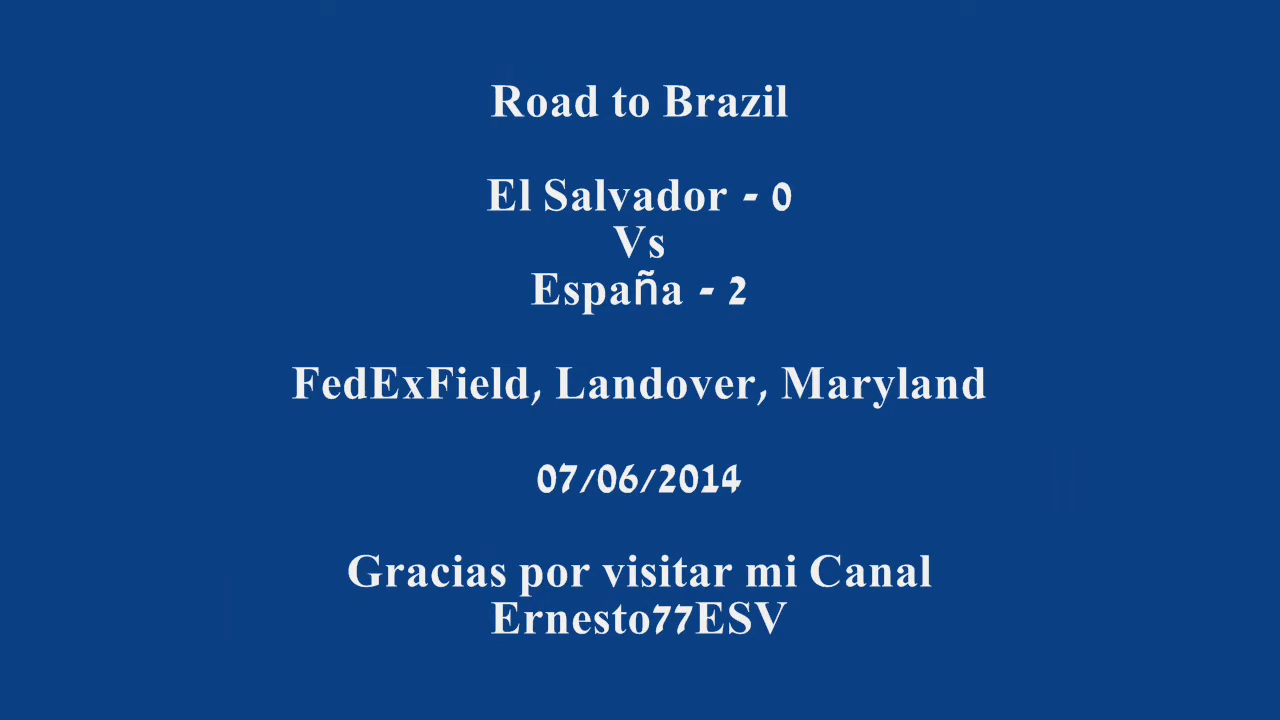 Road to Brazil
El Salvador - 0
Vs
España - 2
FedExField, Landover, Maryland
07/06/2014
Gracias por visitar mi Canal
Ernesto77ESV